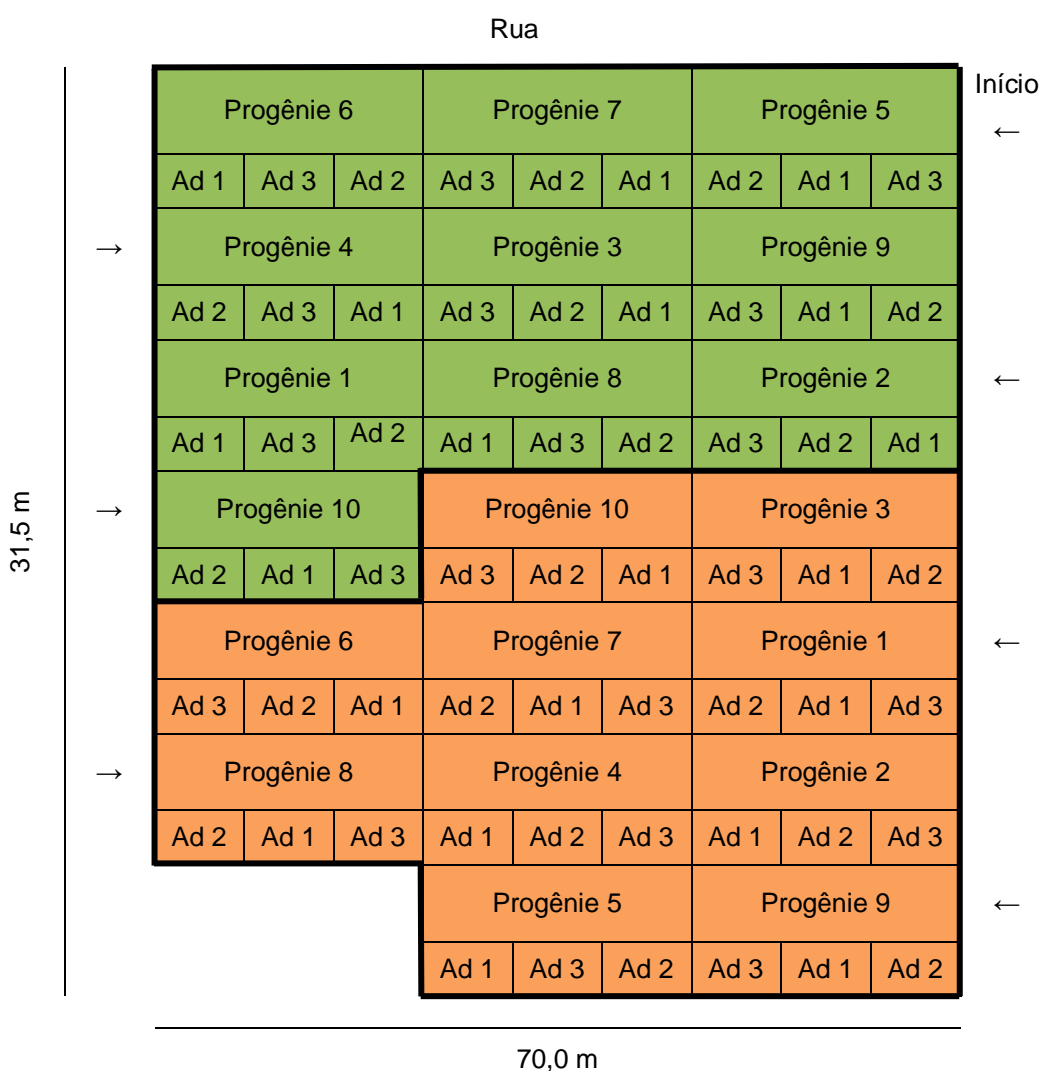 Rua
Início
Progênie 6 Progênie 7 Progênie 5
←
Ad 1 Ad 3 Ad 2 Ad 3 Ad 2 Ad 1 Ad 2 Ad 1 Ad 3
→ Progênie 4 Progênie 3 Progênie 9
Ad 2 Ad 3 Ad 1 Ad 3 Ad 2 Ad 1 Ad 3 Ad 1 Ad 2
Progênie 1 Progênie 8 Progênie 2 ←
Ad 1 Ad 3 Ad 2 Ad 1 Ad 3 Ad 2 Ad 3 Ad 2 Ad 1
→ Progênie 10 Progênie 10 Progênie 3
31,5 m
Ad 2 Ad 1 Ad 3 Ad 3 Ad 2 Ad 1 Ad 3 Ad 1 Ad 2
Progênie 6 Progênie 7 Progênie 1 ←
Ad 3 Ad 2 Ad 1 Ad 2 Ad 1 Ad 3 Ad 2 Ad 1 Ad 3
→ Progênie 8 Progênie 4 Progênie 2
Ad 2 Ad 1 Ad 3 Ad 1 Ad 2 Ad 3 Ad 1 Ad 2 Ad 3
Progênie 5 Progênie 9 ←
Ad 1 Ad 3 Ad 2 Ad 3 Ad 1 Ad 2
70,0 m